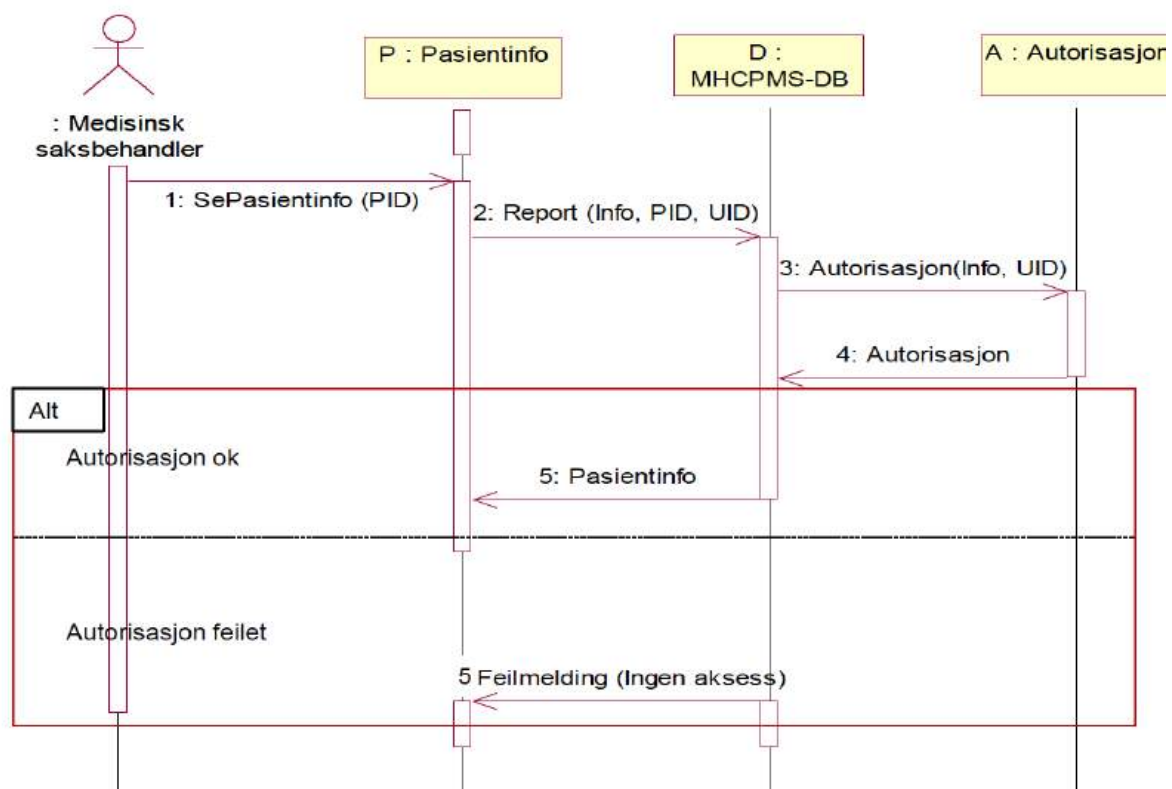 : Medisinsk
saksbehandler
P : Pasientinfo
D :
MHCPMS-DB
A : Autorisasjon
1: SePasientinfo (PID)
2: Report (Info, PID, UID)
3: Autorisasjon(Info, UID)
4: Autorisasjon
Alt
Autorisasjon ok
5: Pasientinfo
Autorisasjon feilet
5 Feilmelding (Ingen aksess)